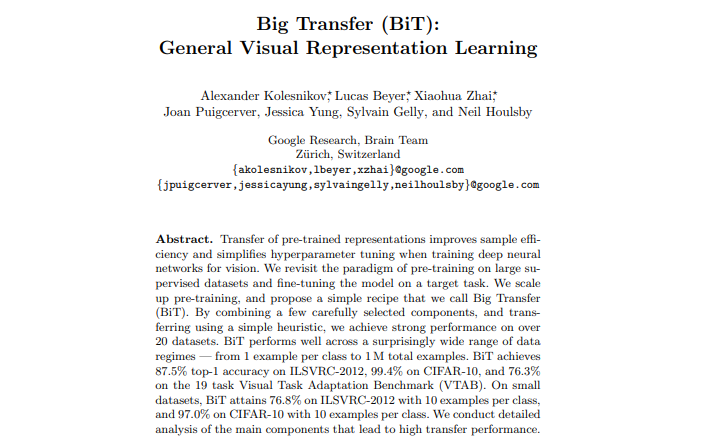 Big Transfer (BiT):
General Visual Representation Learning
Alexander Kolesnikov⋆, Lucas Beyer⋆, Xiaohua Zhai⋆,
Joan Puigcerver, Jessica Yung, Sylvain Gelly, and Neil Houlsby
Google Research, Brain Team
Zürich, Switzerland
{akolesnikov,lbeyer,xzhai}@google.com
{jpuigcerver,jessicayung,sylvaingelly,neilhoulsby}@google.com
Abstract. Transfer of pre-trained representations improves sample effi-
ciency and simplifies hyperparameter tuning when training deep neural
networks for vision. We revisit the paradigm of pre-training on large su-
pervised datasets and fine-tuning the model on a target task. We scale
up pre-training, and propose a simple recipe that we call Big Transfer
(BiT). By combining a few carefully selected components, and trans-
ferring using a simple heuristic, we achieve strong performance on over
20 datasets. BiT performs well across a surprisingly wide range of data
regimes — from 1 example per class to 1 M total examples. BiT achieves
87.5% top-1 accuracy on ILSVRC-2012, 99.4% on CIFAR-10, and 76.3%
on the 19 task Visual Task Adaptation Benchmark (VTAB). On small
datasets, BiT attains 76.8% on ILSVRC-2012 with 10 examples per class,
and 97.0% on CIFAR-10 with 10 examples per class. We conduct detailed
analysis of the main components that lead to high transfer performance.